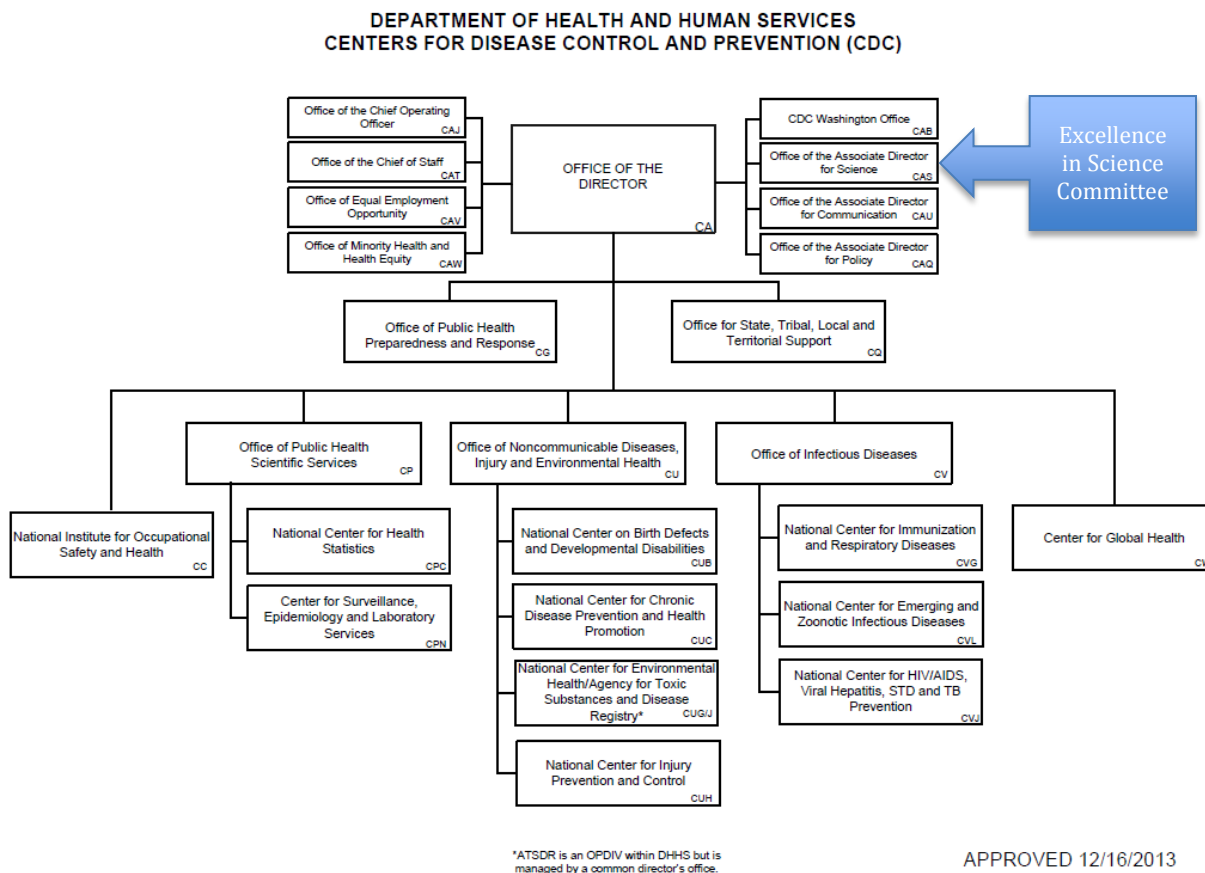 DEPARTMENT OF HEALTH AND HUMAN SERVICES
CENTERS FOR DISEASE CONTROL AND PREVENTION (CDC)
Office of the Chief Operating
Officer
CAJ
Office of the Chief of Staff
CAT
Office of Equal Employment
Opportunity
CAV
Office of Minority Health and
Health Equity
CAW
OFFICE OF THE
DIRECTOR
CA
CDC Washington Office
CAB
Office of the Associate Director
for Science
CAS
Office of the Associate Director
for Communication
CAU
Office of the Associate Director
for Policy
CAQ
Excellence
in Science
Committee
Office of Public Health
Preparedness and Response
CG
Office for State, Tribal, Local and
Territorial Support
CQ
Office of Public Health
Scientific Services
CP
Office of Noncommunicable Diseases,
Injury and Environmental Health
CU
Office of Infectious Diseases
CV
National Institute for Occupational
Safety and Health
CC
National Center for Health
Statistics
CPC
Center for Surveillance,
Epidemiology and Laboratory
Services
CPN
National Center on Birth Defects
and Developmental Disabilities
CUB
National Center for Chronic
Disease Prevention and Health
Promotion
CUC
National Center for Environmental
Health/Agency for Toxic
Substances and Disease
Registry*
CUG/J
National Center for Injury
Prevention and Control
CUH
National Center for Immunization
and Respiratory Diseases
CVG
National Center for Emerging and
Zoonotic Infectious Diseases
CVL
National Center for HIV/AIDS,
Viral Hepatitis, STD and TB
Prevention
CVJ
Center for Global Health
CW
*ATSDR is an OPDIV within DHHS but is
managed by a common director's office.
APPROVED 12/16/2013